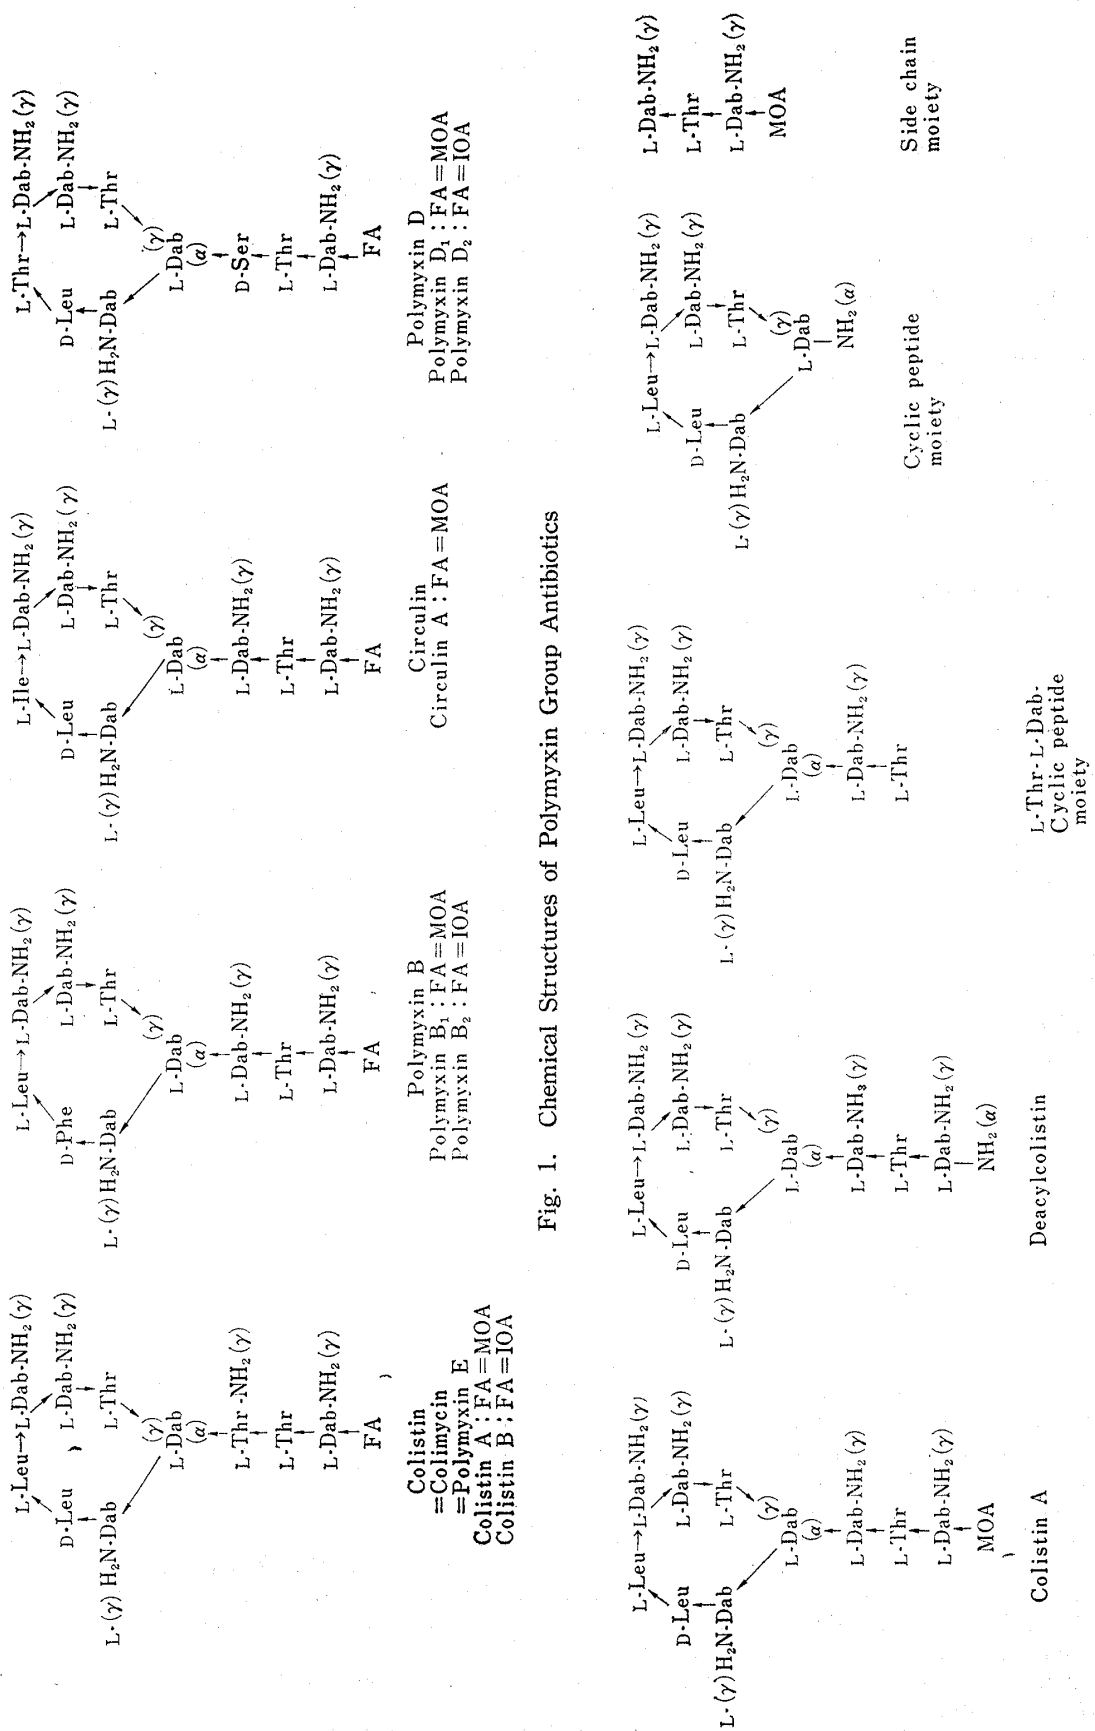 L-Leu→L-Dab-NH₂(γ)
D-Leu L-Dab-NH₂(γ)
L-(γ)H₂N-Dab L-Thr
(γ)
L-Dab
(α)
L-Thr-NH₂(γ)
L-Thr
L-Dab-NH₂(γ)
FA
Colistin
=Colimycin
=Polymyxin E
Colistin A : FA=MOA
Colistin B : FA=IOA
L-Leu→L-Dab-NH₂(γ)
D-Phe L-Dab-NH₂(γ)
L-(γ)H₂N-Dab L-Thr
(γ)
L-Dab
(α)
L-Dab-NH₂(γ)
L-Thr
L-Dab-NH₂(γ)
FA
Polymyxin B
Polymyxin B₁ : FA=MOA
Polymyxin B₂ : FA=IOA
L-Ile→L-Dab-NH₂(γ)
D-Leu L-Dab-NH₂(γ)
L-(γ)H₂N-Dab L-Thr
(γ)
L-Dab
(α)
L-Dab-NH₂(γ)
L-Thr
L-Dab-NH₂(γ)
FA
Circulin
Circulin A : FA=MOA
L-Thr→L-Dab-NH₂(γ)
D-Leu L-Dab-NH₂(γ)
L-(γ)H₂N-Dab L-Thr
(γ)
L-Dab
(α)
D-Ser
L-Thr
L-Dab-NH₂(γ)
FA
Polymyxin D
Polymyxin D₁ : FA=MOA
Polymyxin D₂ : FA=IOA
Fig. 1. Chemical Structures of Polymyxin Group Antibiotics
L-Leu→L-Dab-NH₂(γ)
D-Leu L-Dab-NH₂(γ)
L-(γ)H₂N-Dab L-Thr
(γ)
L-Dab
(α)
L-Dab-NH₂(γ)
L-Thr
L-Dab-NH₂(γ)
MOA
Colistin A
L-Leu→L-Dab-NH₂(γ)
D-Leu L-Dab-NH₂(γ)
L-(γ)H₂N-Dab L-Thr
(γ)
L-Dab
(α)
L-Dab-NH₃(γ)
L-Thr
L-Dab-NH₂(γ)
NH₂(α)
Deacylcolistin
L-Leu→L-Dab-NH₂(γ)
D-Leu L-Dab-NH₂(γ)
L-(γ)H₂N-Dab L-Thr
(γ)
L-Dab
(α)
L-Dab-NH₂(γ)
L-Thr
L-Thr-L-Dab-
Cyclic peptide
moiety
L-Leu→L-Dab-NH₂(γ)
D-Leu L-Dab-NH₂(γ)
L-(γ)H₂N-Dab L-Thr
(γ)
L-Dab
NH₂(α)
Cyclic peptide
moiety
L-Dab-NH₂(γ)
L-Thr
L-Dab-NH₂(γ)
MOA
Side chain
moiety